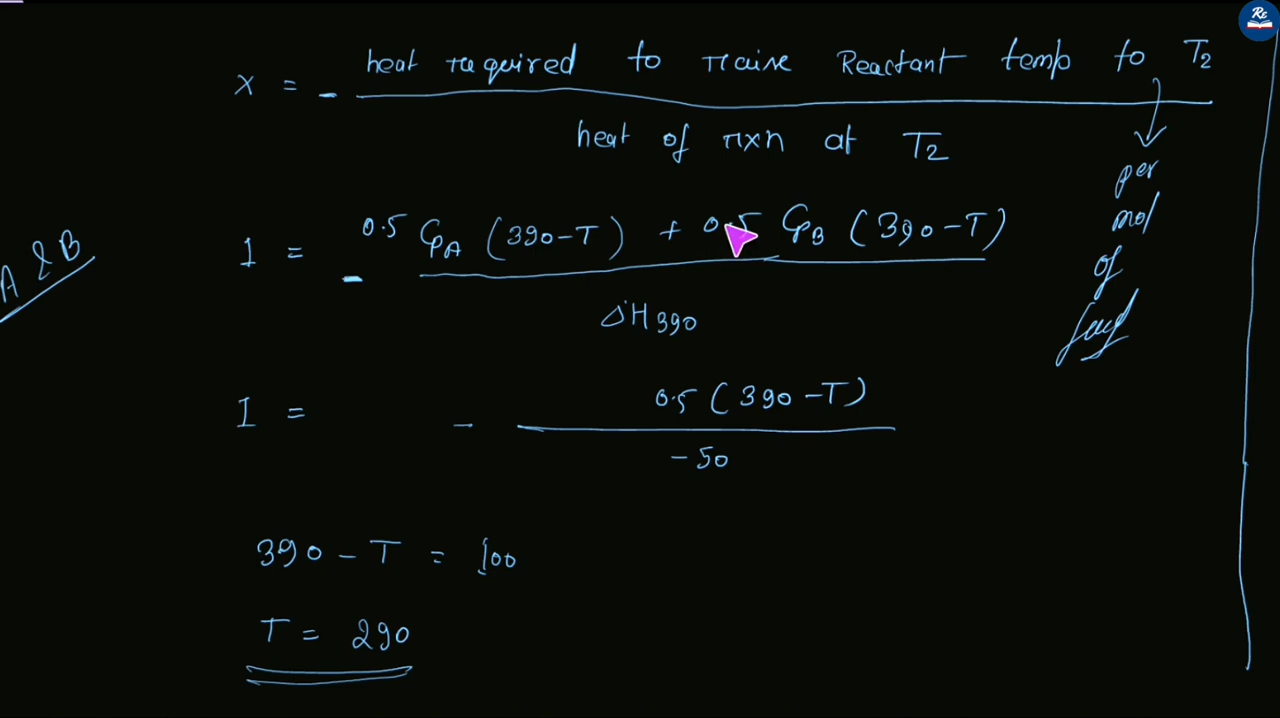 Re
x = - heat required to raise Reactant temp to T2
heat of rxn at T2
per
mol
of
feed
A & B
1 = - 0.5 CpA (390-T) + 0.5 CpB (390-T)
ΔH390
1 = - 0.5 (390-T)
-50
390-T = 100
T = 290